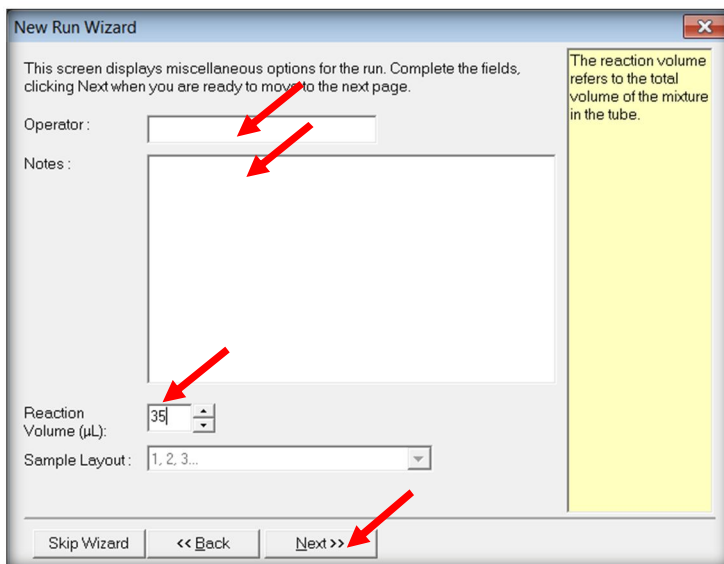 New Run Wizard
This screen displays miscellaneous options for the run. Complete the fields,
clicking Next when you are ready to move to the next page.
Operator :
Notes :
Reaction
Volume (µL):
35
Sample Layout :
1, 2, 3...
The reaction volume
refers to the total
volume of the mixture
in the tube.
Skip Wizard
<< Back
Next >>